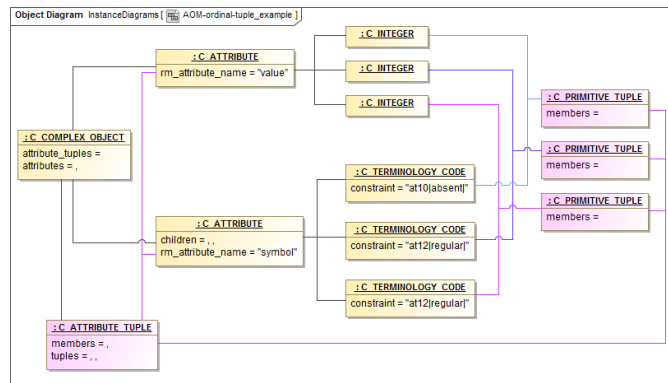 Object Diagram InstanceDiagrams [ AOM-ordinal-tuple_example ]
: C_ATTRIBUTE
rm_attribute_name = "value"
: C_INTEGER
: C_INTEGER
: C_INTEGER
: C_PRIMITIVE_TUPLE
members =
: C_COMPLEX_OBJECT
attribute_tuples =
attributes = ,
: C_PRIMITIVE_TUPLE
members =
: C_TERMINOLOGY_CODE
constraint = "at10|absent|"
: C_PRIMITIVE_TUPLE
members =
: C_ATTRIBUTE
children = , ,
rm_attribute_name = "symbol"
: C_TERMINOLOGY_CODE
constraint = "at12|regular|"
: C_TERMINOLOGY_CODE
constraint = "at12|regular|"
: C_ATTRIBUTE_TUPLE
members = ,
tuples = , ,